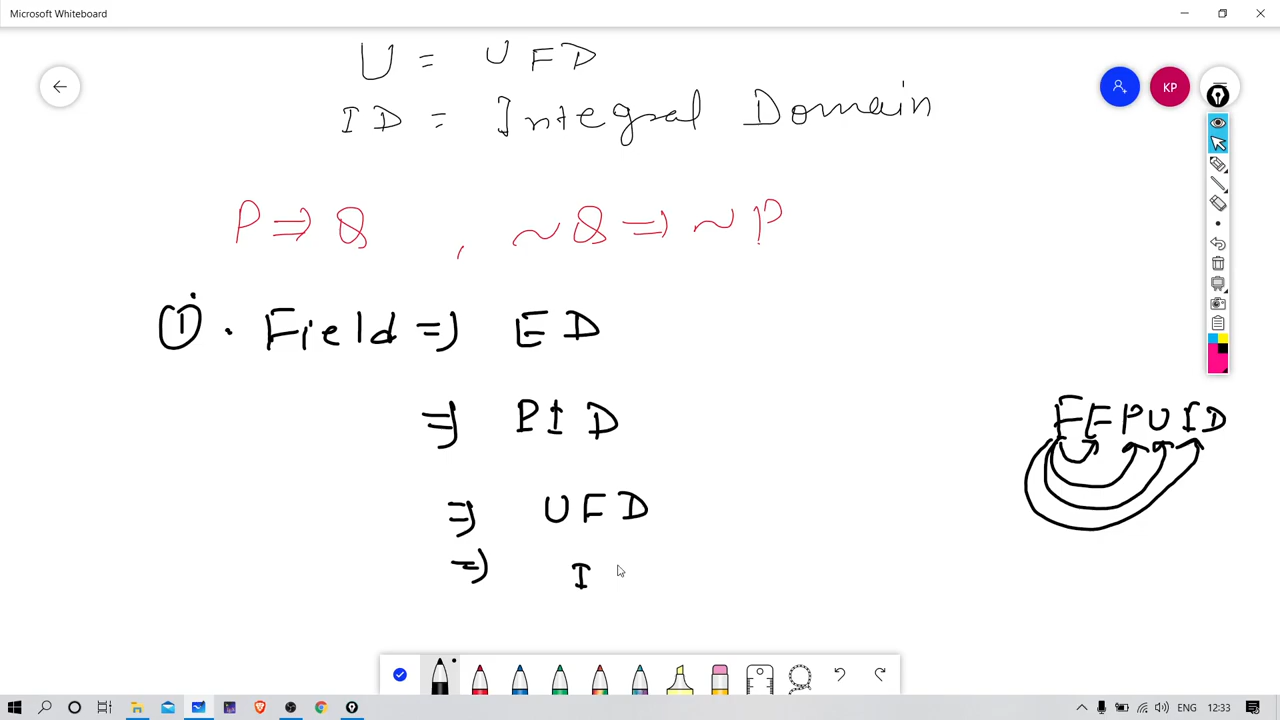 Microsoft Whiteboard
U = UFD
ID = Integral Domain
KP
P ⇒ Q , ~Q ⇒ ~P
① . Field ⇒ ED
⇒ PID
FEPUID
⇒ UFD
⇒ I
ENG 12:33